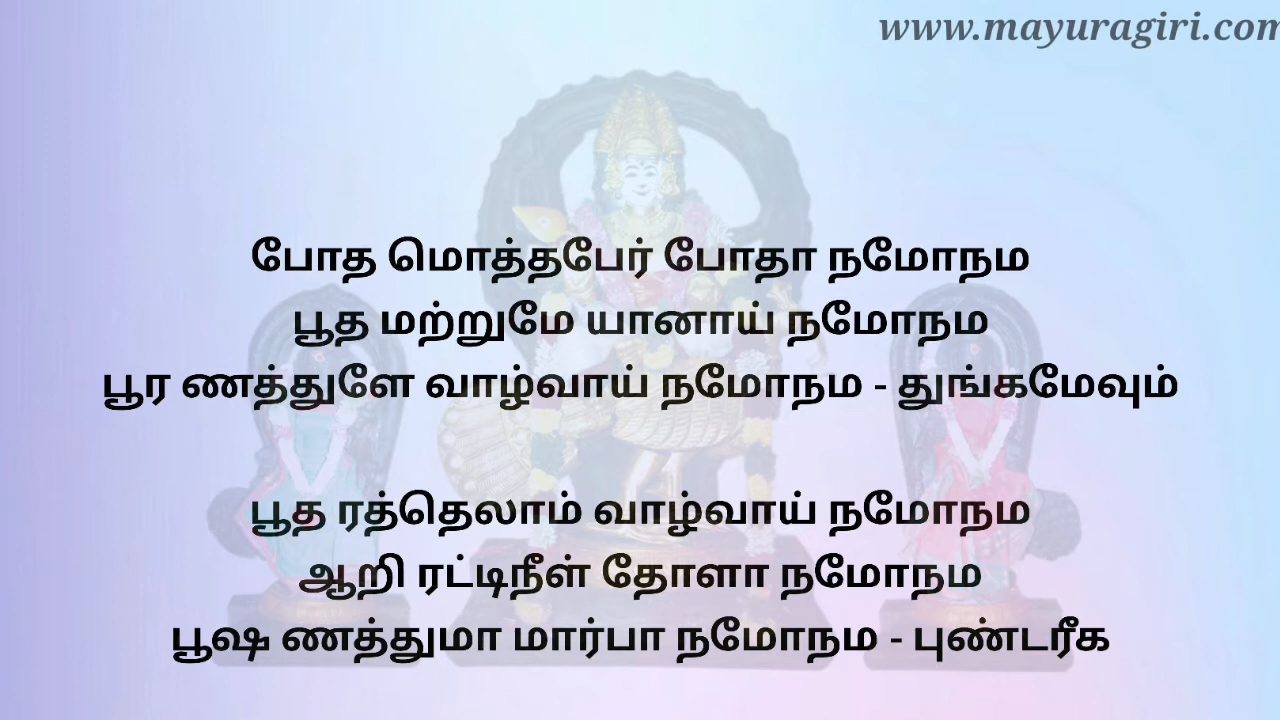 www.mayuragiri.com
போத மொத்தபேர் போதா நமோநம
பூத மற்றுமே யானாய் நமோநம
பூர ணத்துளே வாழ்வாய் நமோநம - துங்கமேவும்
பூத ரத்தெலாம் வாழ்வாய் நமோநம
ஆறி ரட்டிநீள் தோளா நமோநம
பூஷ ணத்துமா மார்பா நமோநம - புண்டரீக